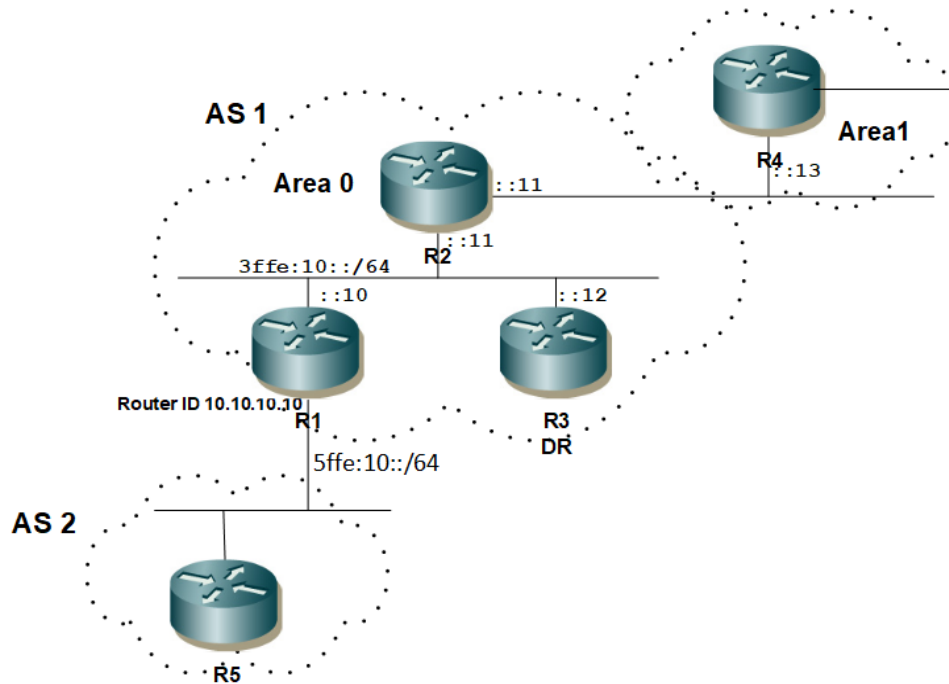 AS 1
Area 0
Area1
R4
::13
::11
::11
R2
3ffe:10::/64
::10
::12
Router ID 10.10.10.10
R1
R3
DR
5ffe:10::/64
AS 2
R5